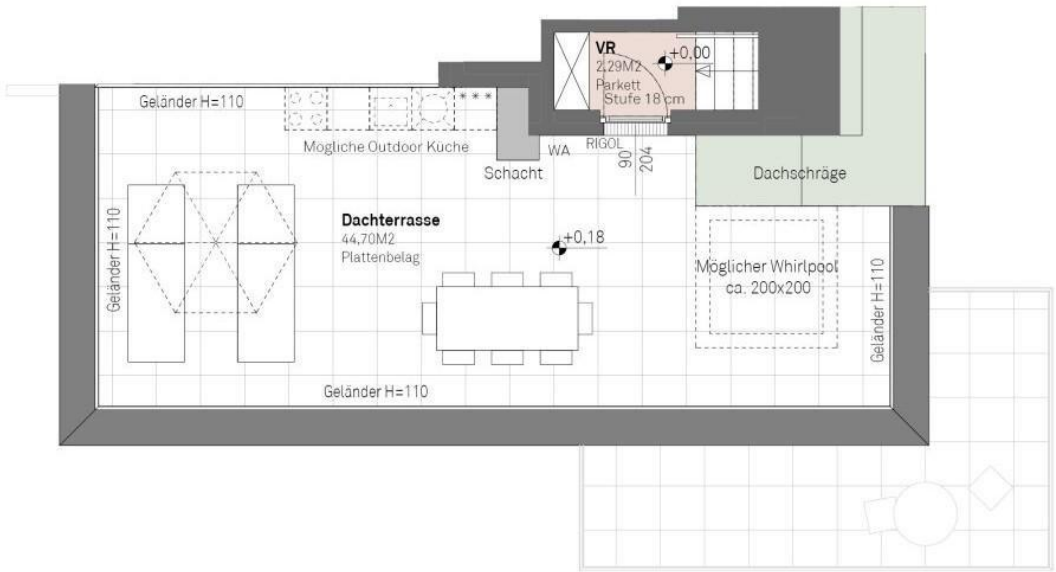 VR
2,29M2
Parkett
Stufe 18 cm
+0,00
Geländer H=110
Mögliche Outdoor Küche
***
Schacht
WA
RIGOL
90
204
Dachschräge
Geländer H=110
Dachterrasse
44,70M2
Plattenbelag
+0,18
Möglicher Whirlpool
ca. 200x200
Geländer H=110
Geländer H=110